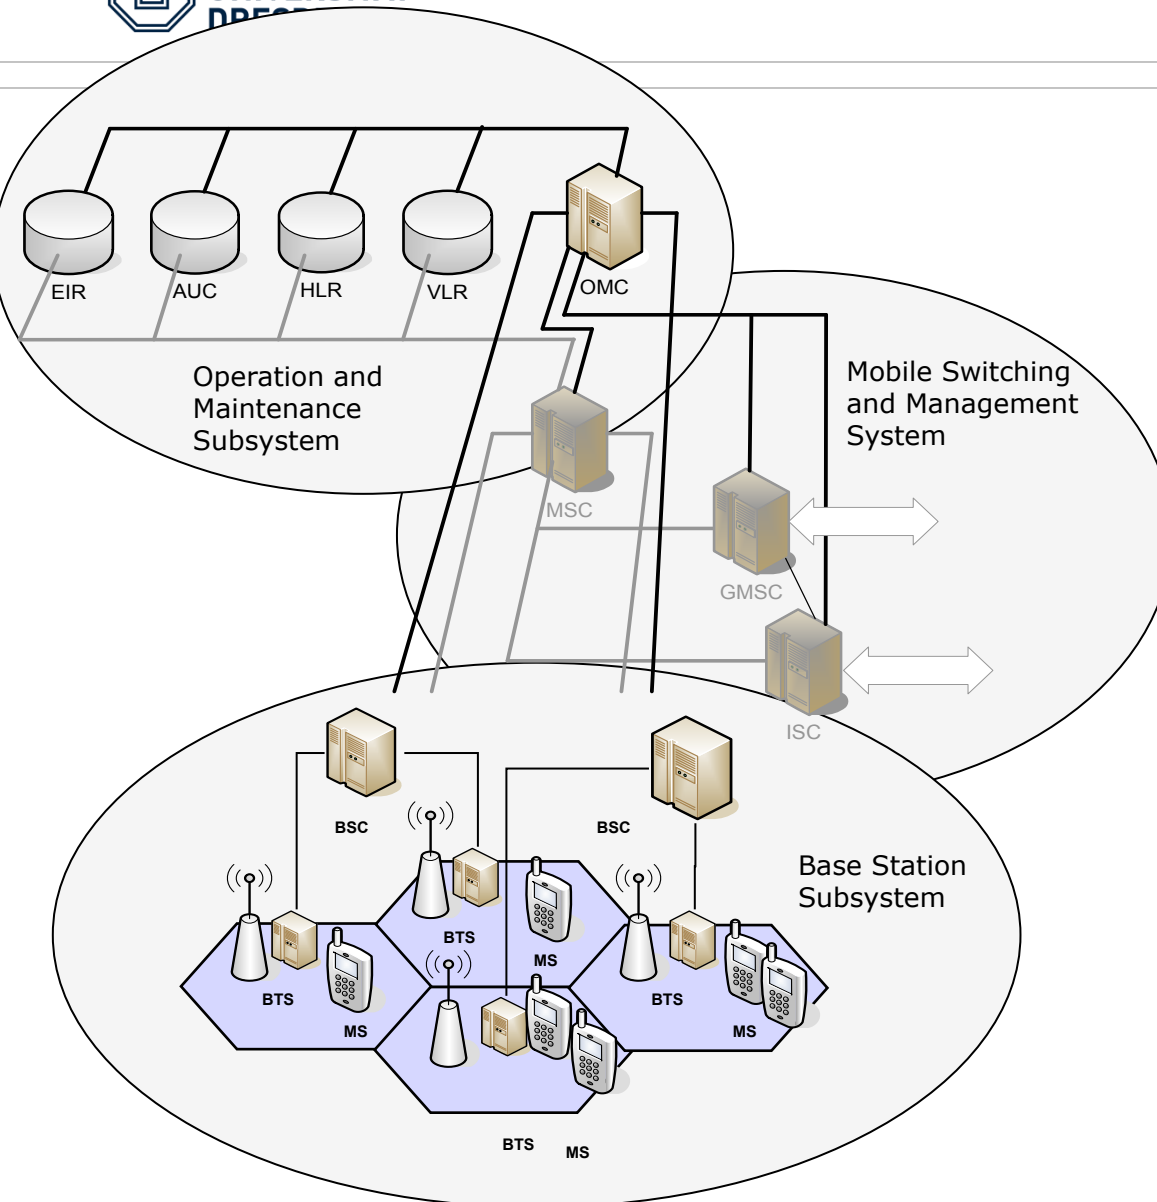 EIR
AUC
HLR
VLR
OMC
Operation and
Maintenance
Subsystem
Mobile Switching
and Management
System
MSC
GMSC
ISC
BSC
BSC
Base Station
Subsystem
BTS
MS
BTS
MS
BTS
MS
BTS
MS